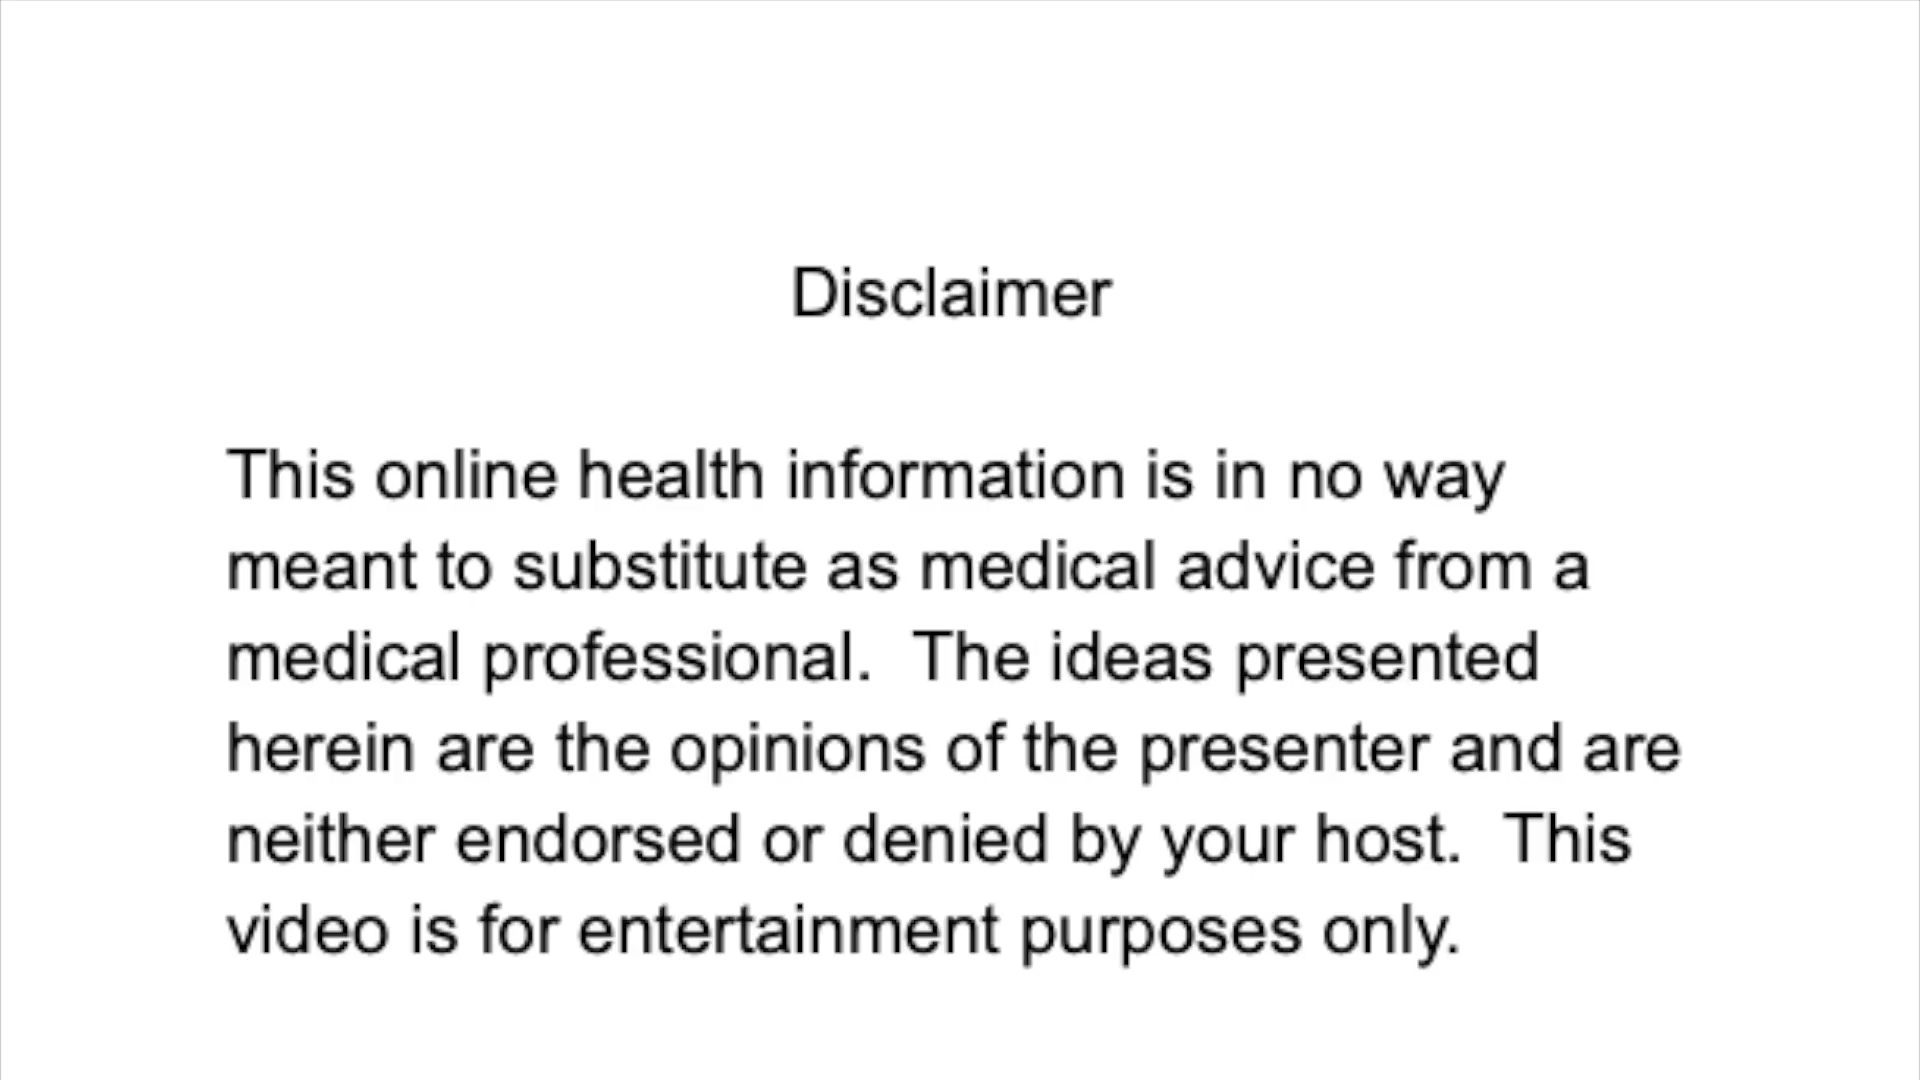 Disclaimer
This online health information is in no way
meant to substitute as medical advice from a
medical professional.  The ideas presented
herein are the opinions of the presenter and are
neither endorsed or denied by your host.  This
video is for entertainment purposes only.